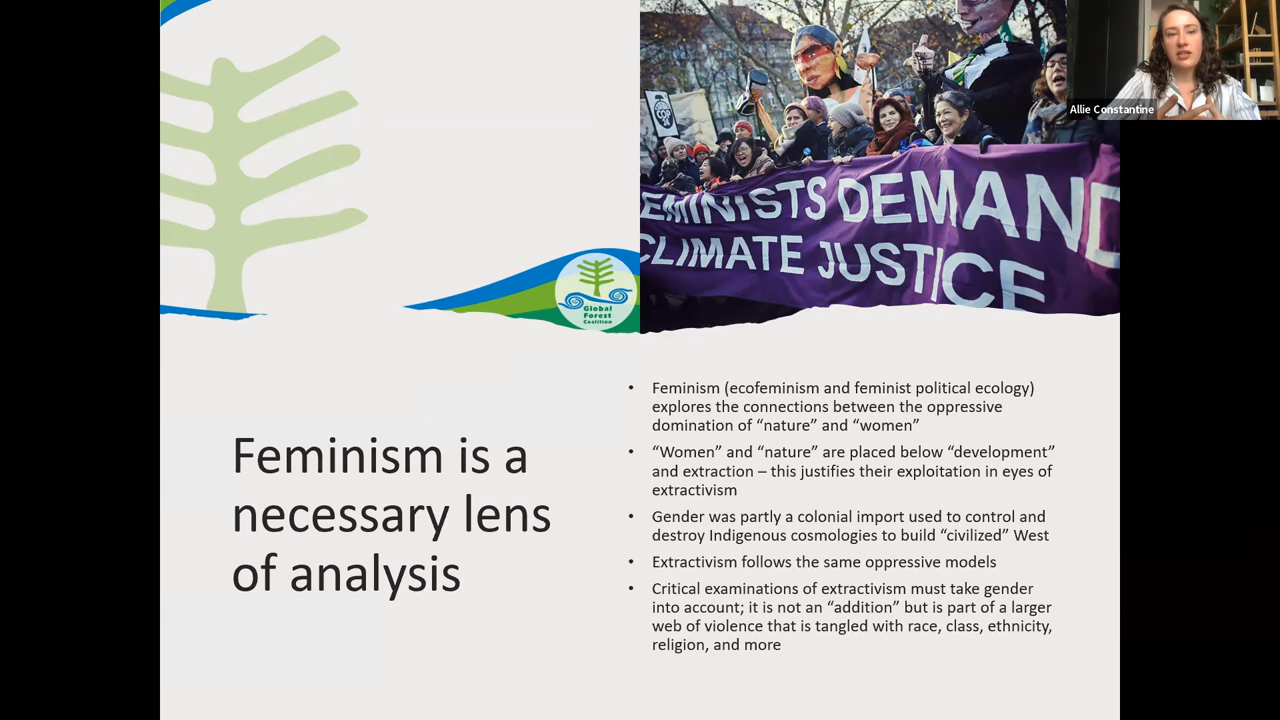 Allie Constantine
COP
EMINISTS DEMAND
CLIMATE JUSTICE
Global
Forest
Coalition
Feminism is a
necessary lens
of analysis
• Feminism (ecofeminism and feminist political ecology)
explores the connections between the oppressive
domination of “nature” and “women”
• “Women” and “nature” are placed below “development”
and extraction – this justifies their exploitation in eyes of
extractivism
• Gender was partly a colonial import used to control and
destroy Indigenous cosmologies to build “civilized” West
• Extractivism follows the same oppressive models
• Critical examinations of extractivism must take gender
into account; it is not an “addition” but is part of a larger
web of violence that is tangled with race, class, ethnicity,
religion, and more